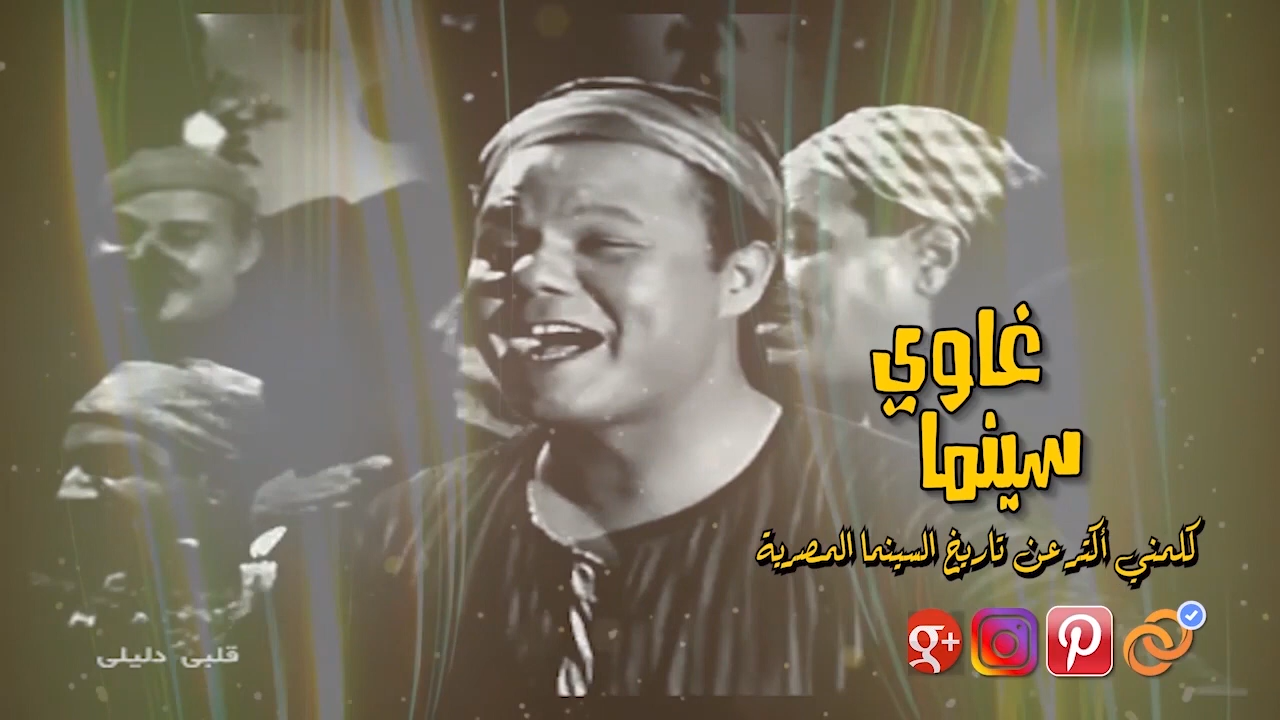 غاوي
سينما
كلمني أكتر عن تاريخ السينما المصرية
g+
قلبى دليلى